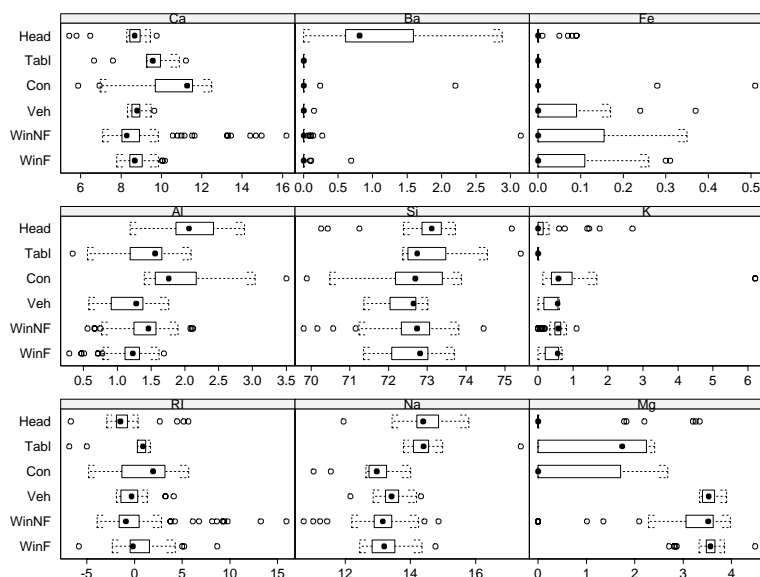 Ca Ba Fe
Head
Tabl
Con
Veh
WinNF
WinF
6 8 10 12 14 16 0.0 0.5 1.0 1.5 2.0 2.5 3.0 0.0 0.1 0.2 0.3 0.4 0.5
Al Si K
Head
Tabl
Con
Veh
WinNF
WinF
0.5 1.0 1.5 2.0 2.5 3.0 3.5 70 71 72 73 74 75 0 1 2 3 4 5 6
RI Na Mg
Head
Tabl
Con
Veh
WinNF
WinF
-5 0 5 10 15 12 14 16 0 1 2 3 4